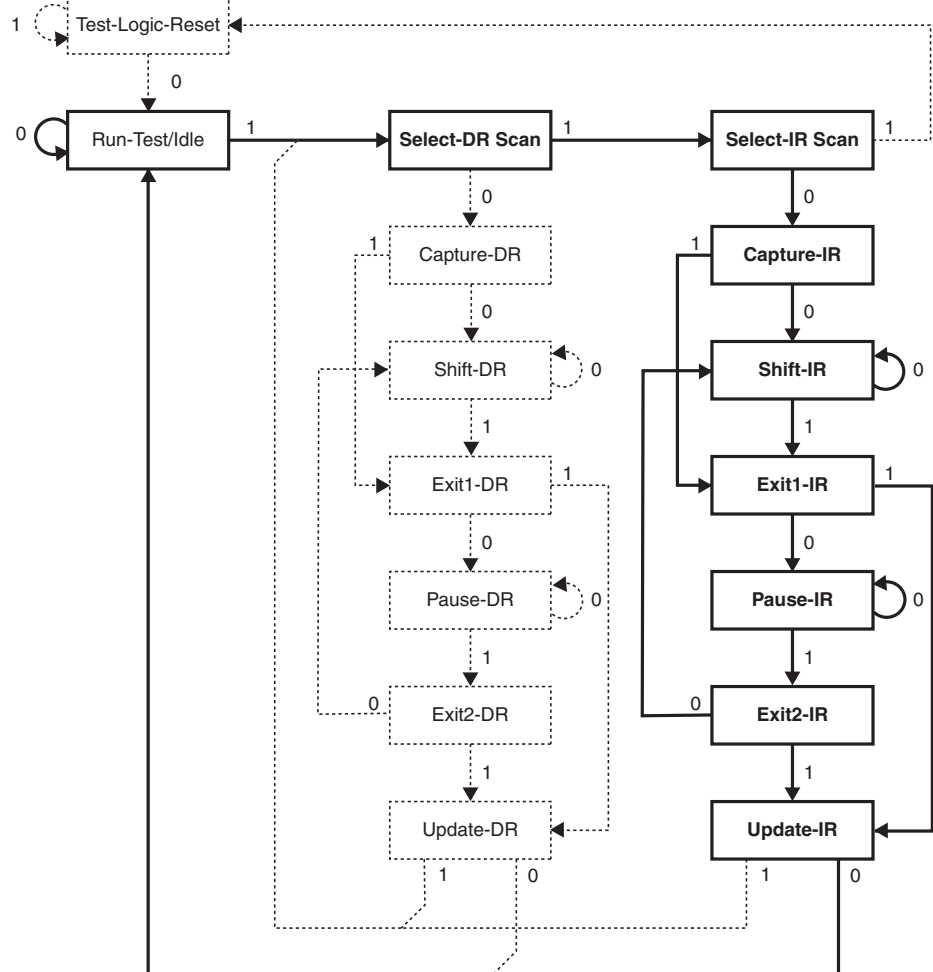 1 Test-Logic-Reset
0
0 Run-Test/Idle 1 Select-DR Scan 1 Select-IR Scan 1
0 0
1 Capture-DR 1 Capture-IR
0 0
Shift-DR 0 Shift-IR 0
1 1
Exit1-DR 1 Exit1-IR 1
0 0
Pause-DR 0 Pause-IR 0
1 1
0 Exit2-DR 0 Exit2-IR
1 1
Update-DR Update-IR
1 0 1 0